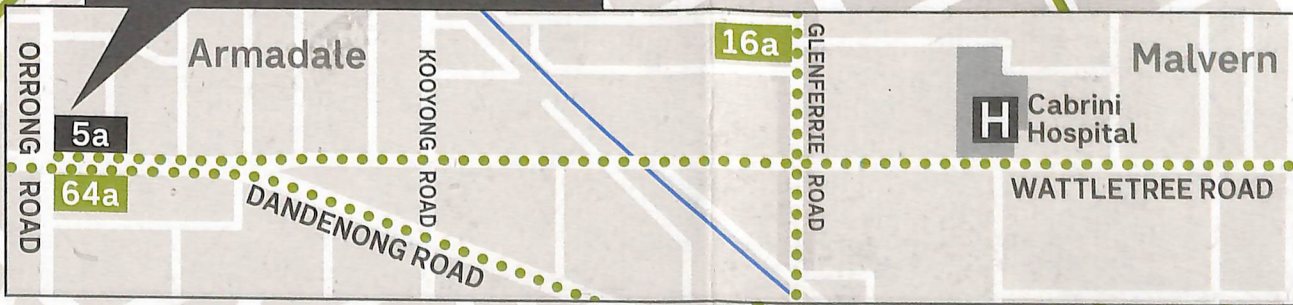 Armadale
16a
Malvern
ORRONG ROAD
KOOYONG ROAD
GLENFERRIE ROAD
H
Cabrini
Hospital
5a
64a
WATTLETREE ROAD
DANDENONG ROAD